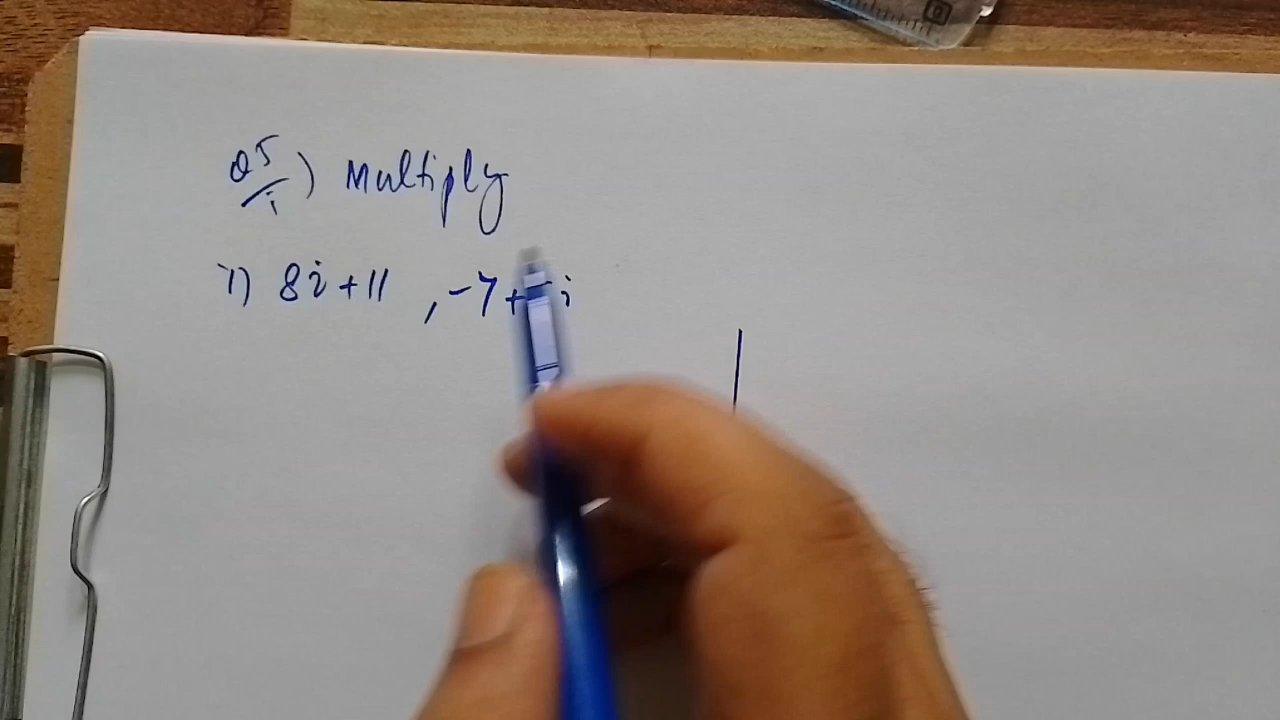 Q5/i) Multiply
i) 8i+11 , -7+ i